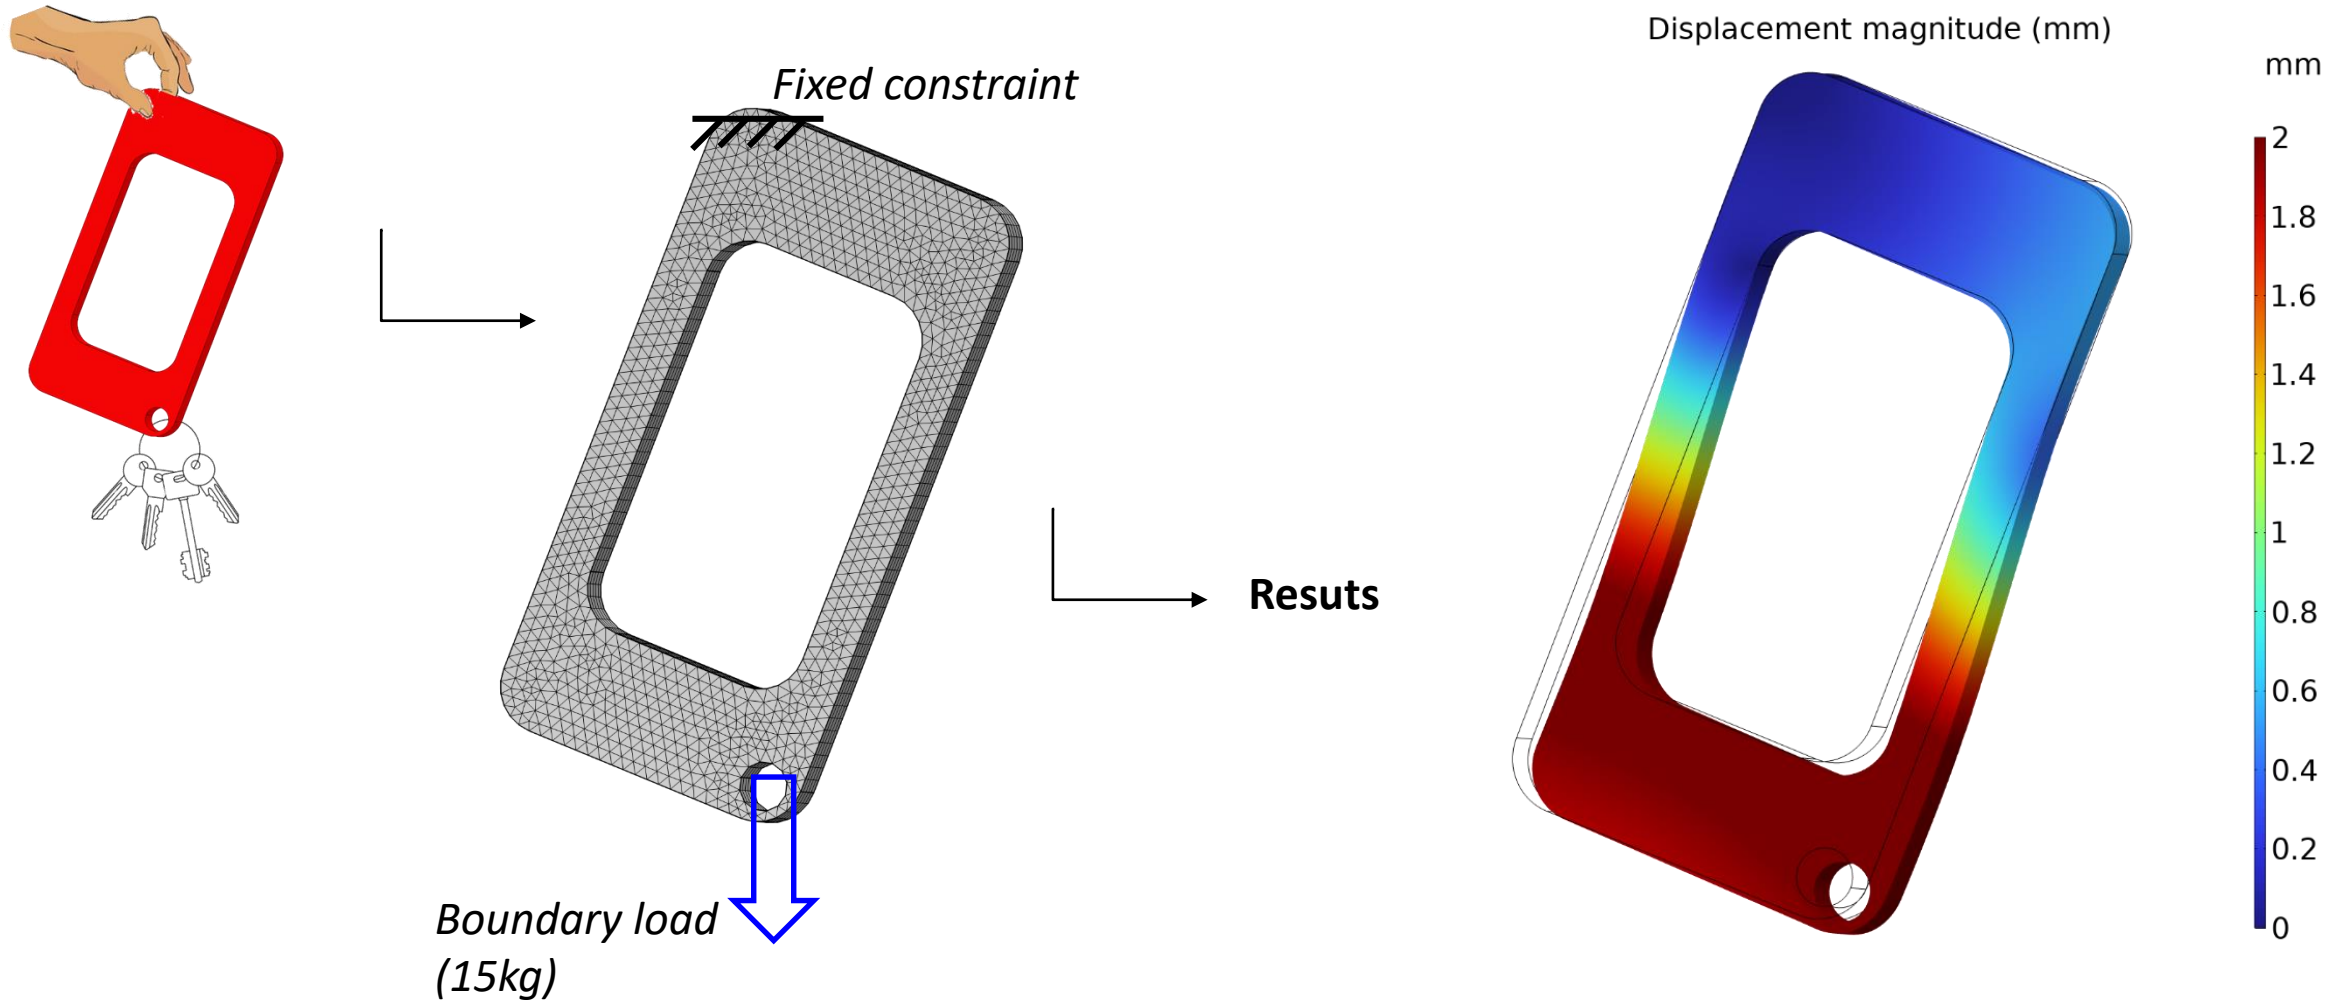 Fixed constraint
Boundary load
(15kg)
Resuts
Displacement magnitude (mm)
mm
2
1.8
1.6
1.4
1.2
1
0.8
0.6
0.4
0.2
0